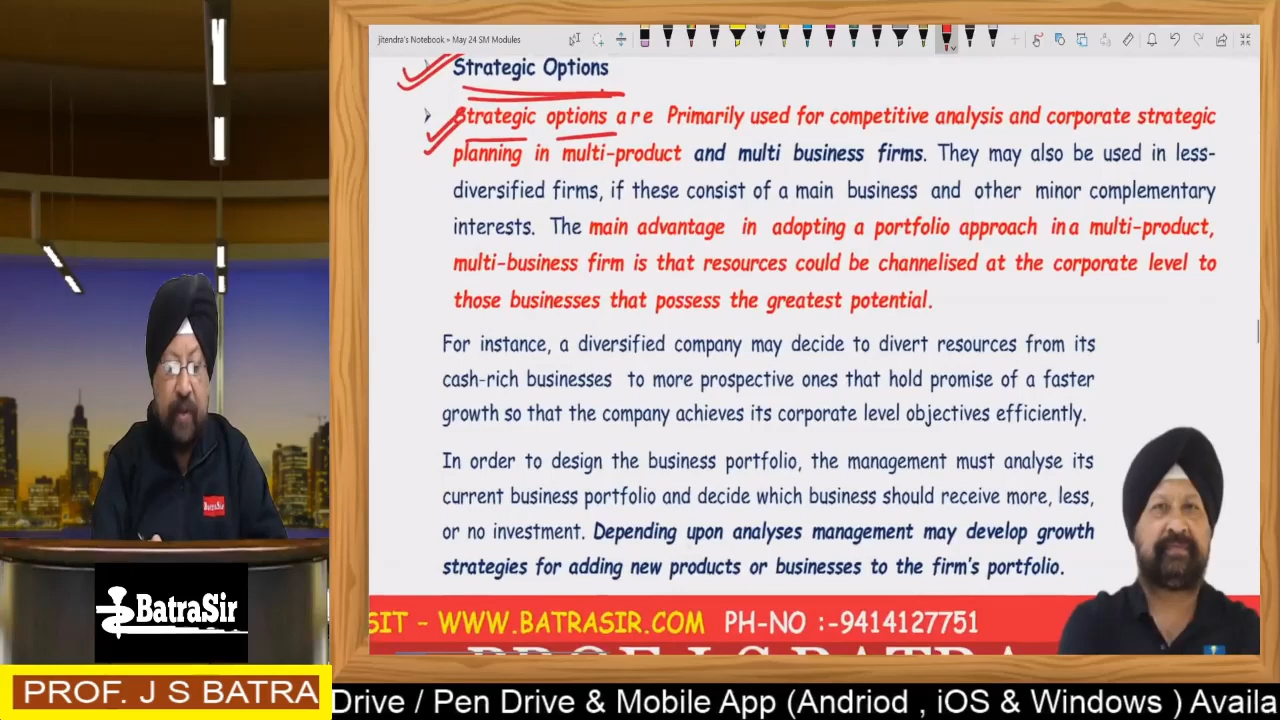 jitendra's Notebook » May 24 SM Modules
Strategic Options
Strategic options are Primarily used for competitive analysis and corporate strategic
planning in multi-product and multi business firms. They may also be used in less-
diversified firms, if these consist of a main business and other minor complementary
interests. The main advantage in adopting a portfolio approach in a multi-product,
multi-business firm is that resources could be channelised at the corporate level to
those businesses that possess the greatest potential.
For instance, a diversified company may decide to divert resources from its
cash-rich businesses to more prospective ones that hold promise of a faster
growth so that the company achieves its corporate level objectives efficiently.
In order to design the business portfolio, the management must analyse its
current business portfolio and decide which business should receive more, less,
or no investment. Depending upon analyses management may develop growth
strategies for adding new products or businesses to the firm's portfolio.
SIT - WWW.BATRASIR.COM PH-NO :-9414127751
PROF J S BATRA
BatraSir
BatraSir
PROF. J S BATRA
Drive / Pen Drive & Mobile App (Andriod , iOS & Windows ) Availa